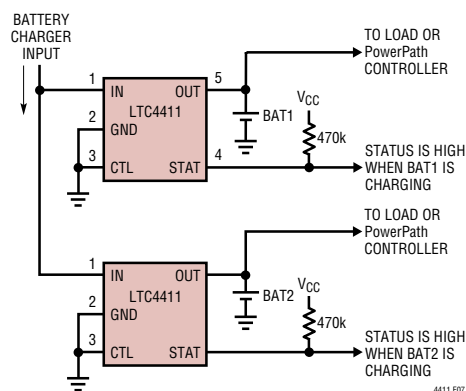 BATTERY
CHARGER
INPUT
TO LOAD OR
PowerPath
CONTROLLER
1
IN
OUT
5
LTC4411
2
GND
3
CTL
STAT
4
BAT1
VCC
470k
STATUS IS HIGH
WHEN BAT1 IS
CHARGING
TO LOAD OR
PowerPath
CONTROLLER
1
IN
OUT
LTC4411
2
GND
3
CTL
STAT
BAT2
VCC
470k
STATUS IS HIGH
WHEN BAT2 IS
CHARGING
4411 F07